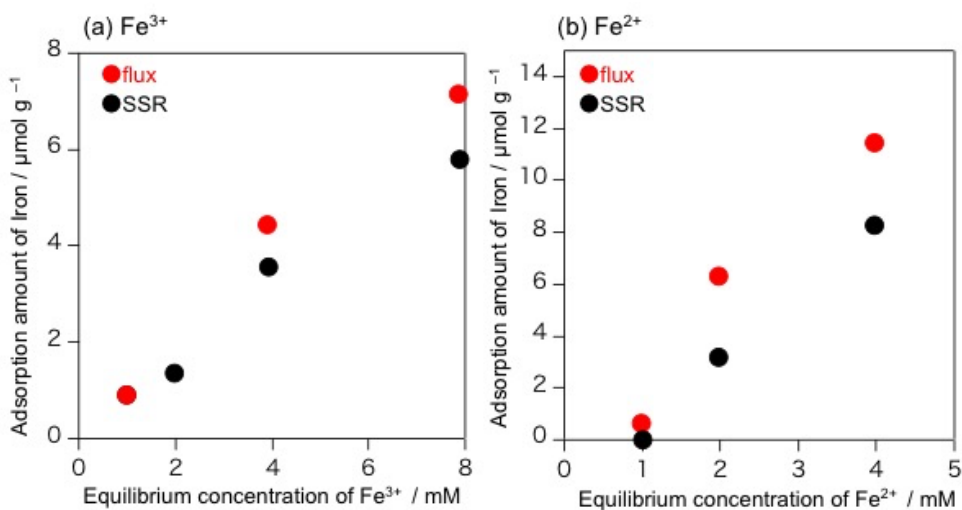 (a) Fe³⁺
8
6
4
2
0
flux
SSR
Adsorption amount of Iron / μmol g ⁻¹
0 2 4 6 8
Equilibrium concentration of Fe³⁺ / mM
(b) Fe²⁺
14
12
10
8
6
4
2
0
flux
SSR
Adsorption amount of Iron / μmol g ⁻¹
0 1 2 3 4 5
Equilibrium concentration of Fe²⁺ / mM